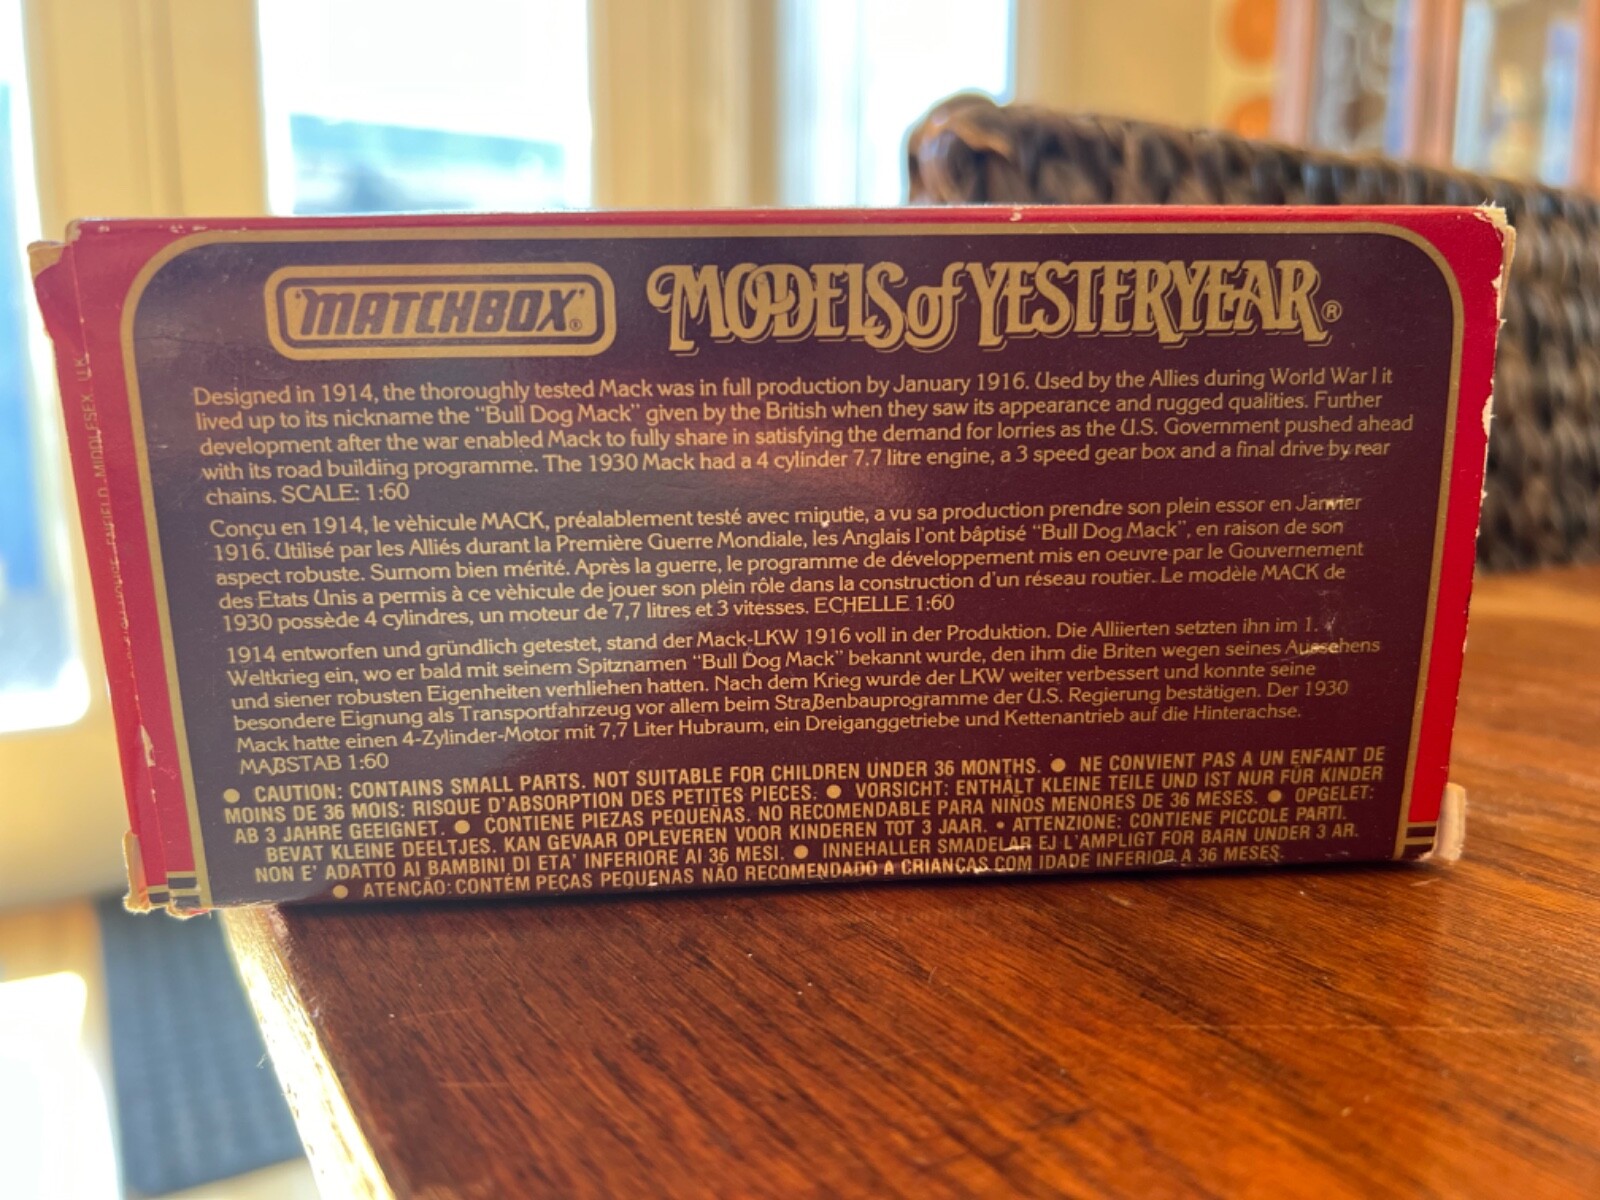 "MATCHBOX"® MODELS of YESTERYEAR®
Designed in 1914, the thoroughly tested Mack was in full production by January 1916. Used by the Allies during World War I it
lived up to its nickname the "Bull Dog Mack" given by the British when they saw its appearance and rugged qualities. Further
development after the war enabled Mack to fully share in satisfying the demand for lorries as the U.S. Government pushed ahead
with its road building programme. The 1930 Mack had a 4 cylinder 7.7 litre engine, a 3 speed gear box and a final drive by rear
chains. SCALE: 1:60
Conçu en 1914, le vèhicule MACK, préalablement testé avec minutie, a vu sa production prendre son plein essor en Janvier
1916. Utilisé par les Alliés durant la Première Guerre Mondiale, les Anglais l'ont bâptisé "Bull Dog Mack", en raison de son
aspect robuste. Surnom bien mérité. Après la guerre, le programme de développement mis en oeuvre par le Gouvernement
des Etats Unis a permis à ce vèhicule de jouer son plein rôle dans la construction d'un réseau routier. Le modèle MACK de
1930 possède 4 cylindres, un moteur de 7,7 litres et 3 vitesses. ECHELLE 1:60
1914 entworfen und gründlich getestet, stand der Mack-LKW 1916 voll in der Produktion. Die Alliierten setzten ihn im 1.
Weltkrieg ein, wo er bald mit seinem Spitznamen "Bull Dog Mack" bekannt wurde, den ihm die Briten wegen seines Aussehens
und siener robusten Eigenheiten verhliehen hatten. Nach dem Krieg wurde der LKW weiter verbessert und konnte seine
besondere Eignung als Transportfahrzeug vor allem beim Straßenbauprogramme der U.S. Regierung bestätigen. Der 1930
Mack hatte einen 4-Zylinder-Motor mit 7,7 Liter Hubraum, ein Dreiganggetriebe und Kettenantrieb auf die Hinterachse.
MAßSTAB 1:60
● CAUTION: CONTAINS SMALL PARTS. NOT SUITABLE FOR CHILDREN UNDER 36 MONTHS. ● NE CONVIENT PAS A UN ENFANT DE
MOINS DE 36 MOIS: RISQUE D'ABSORPTION DES PETITES PIECES. ● VORSICHT: ENTHÄLT KLEINE TEILE UND IST NUR FÜR KINDER
AB 3 JAHRE GEEIGNET. ● CONTIENE PIEZAS PEQUEÑAS. NO RECOMENDABLE PARA NIÑOS MENORES DE 36 MESES. ● OPGELET:
BEVAT KLEINE DEELTJES. KAN GEVAAR OPLEVEREN VOOR KINDEREN TOT 3 JAAR. • ATTENZIONE: CONTIENE PICCOLE PARTI.
NON E' ADATTO AI BAMBINI DI ETA' INFERIORE AI 36 MESI. ● INNEHALLER SMADELAR EJ L'AMPLIGT FOR BARN UNDER 3 AR.
● ATENÇÃO: CONTÉM PEÇAS PEQUENAS NÃO RECOMENDADO A CRIANÇAS COM IDADE INFERIOR A 36 MESES.
ENFIELD MIDDLESEX UK